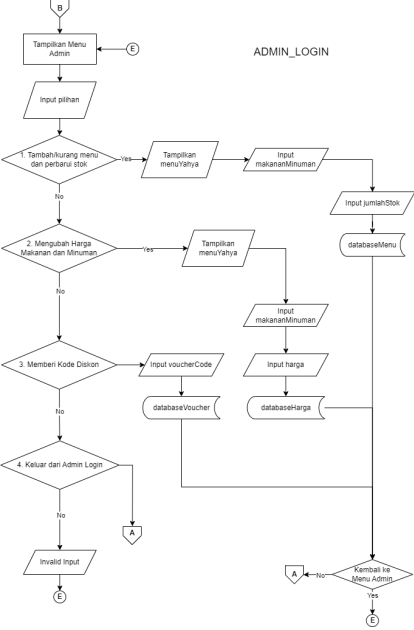 B
Tampilkan Menu
Admin
E
ADMIN_LOGIN
Input pilihan
1. Tambah/kurang menu
dan perbarui stok
Yes
Tampilkan
menuYahya
Input
makananMinuman
No
Input jumlahStok
2. Mengubah Harga
Makanan dan Minuman
Yes
Tampilkan
menuYahya
databaseMenu
No
Input
makananMinuman
3. Memberi Kode Diskon
Input voucherCode
Input harga
No
databaseVoucher
databaseHarga
4. Keluar dari Admin Login
No
A
Invalid Input
A
No
Kembali ke
Menu Admin
E
Yes
E